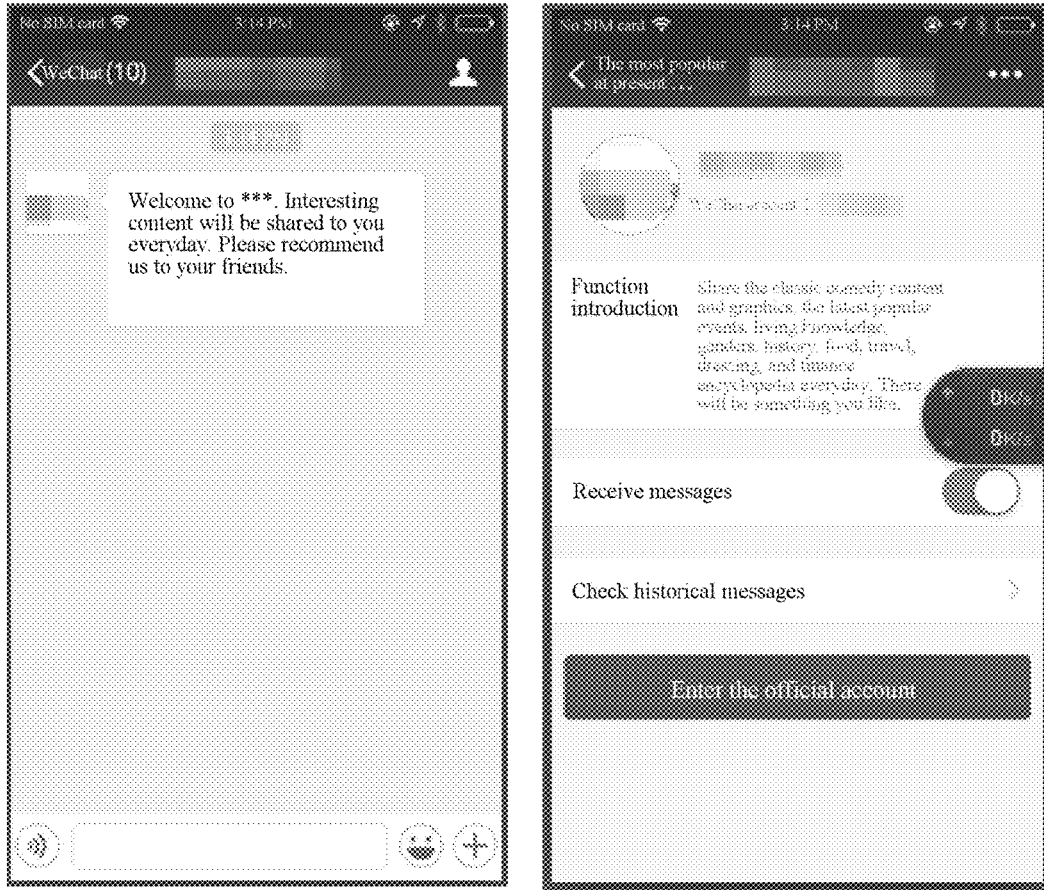 No SIM card 3:14 PM
WeChat (10)
Welcome to ***. Interesting
content will be shared to you
everyday. Please recommend
us to your friends.
No SIM card 3:14 PM
The most popular
at present . . .
WeChat account :
Function
introduction
Share the classic comedy content
and graphics, the latest popular
events, living knowledge,
genders, history, food, travel,
dressing, and finance
encyclopedia everyday. There
will be something you like.
Receive messages
Check historical messages
Enter the official account